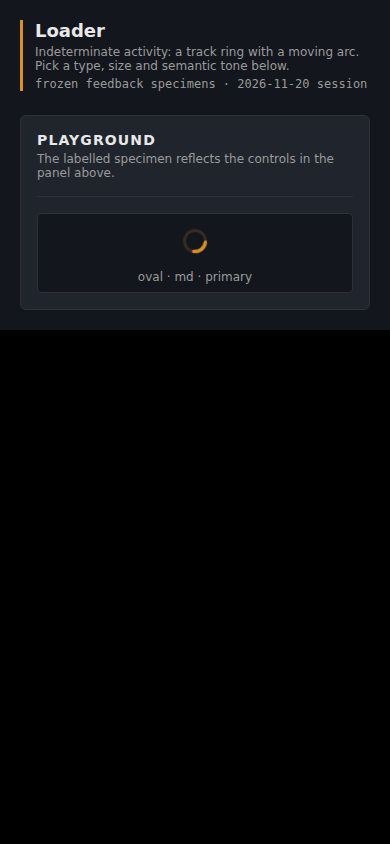 Loader
Indeterminate activity: a track ring with a moving arc.
Pick a type, size and semantic tone below.
frozen feedback specimens · 2026-11-20 session
PLAYGROUND
The labelled specimen reflects the controls in the
panel above.
oval · md · primary